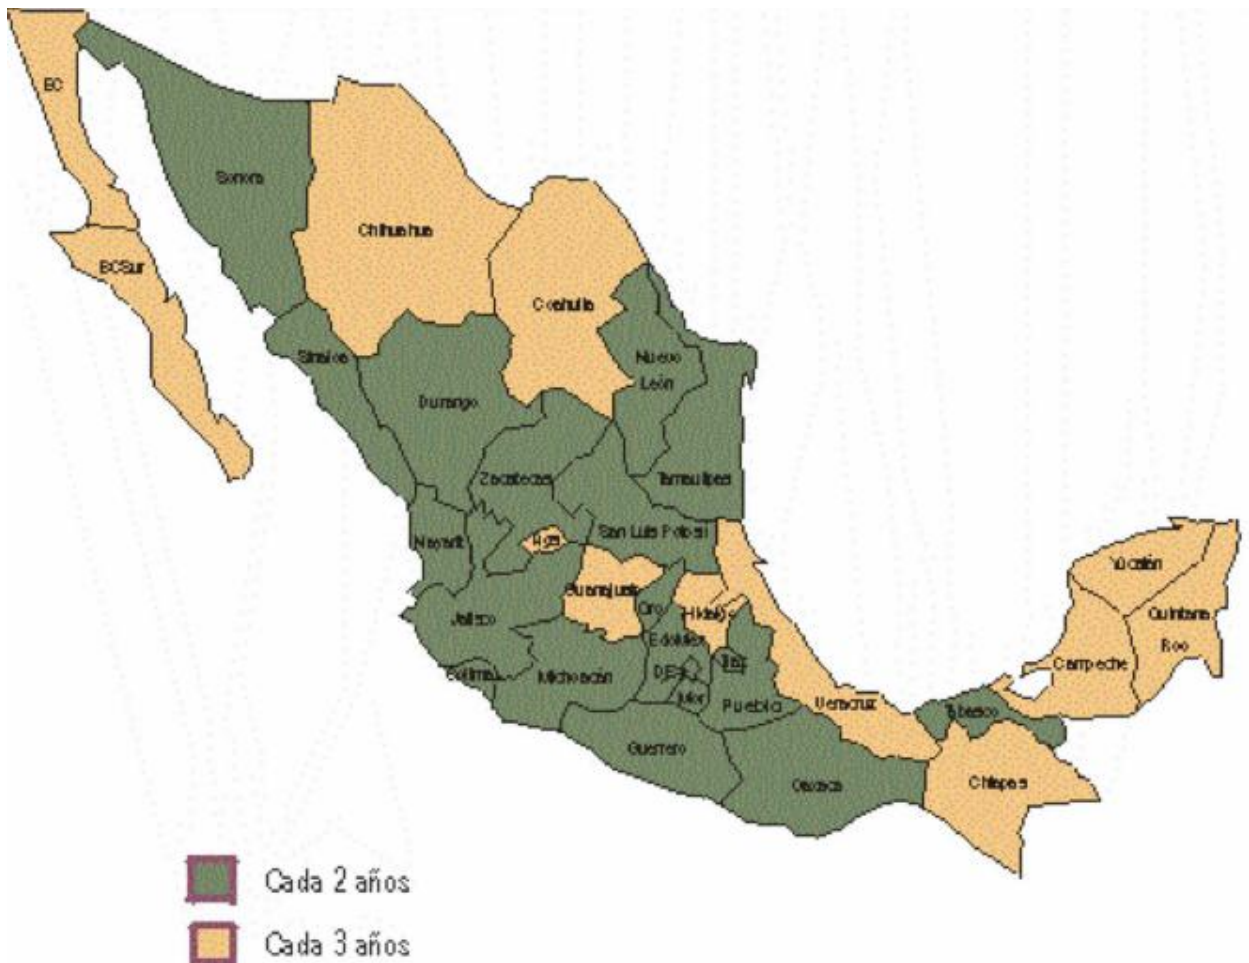 BC
Sonora
Chihuahua
BCSur
Coahuila
Sinaloa
Nuevo
León
Durango
Zacatecas
Tamaulipas
San Luis Potosí
Nayarit
Ags
Guanajuato
Jalisco
Qro
Hidalgo
EdoMex
Colima
Michoacán
DF
Tlax
Mor
Puebla
Veracruz
Guerrero
Oaxaca
Tabasco
Chiapas
Campeche
Yucatán
Quintana
Roo
Cada 2 años
Cada 3 años